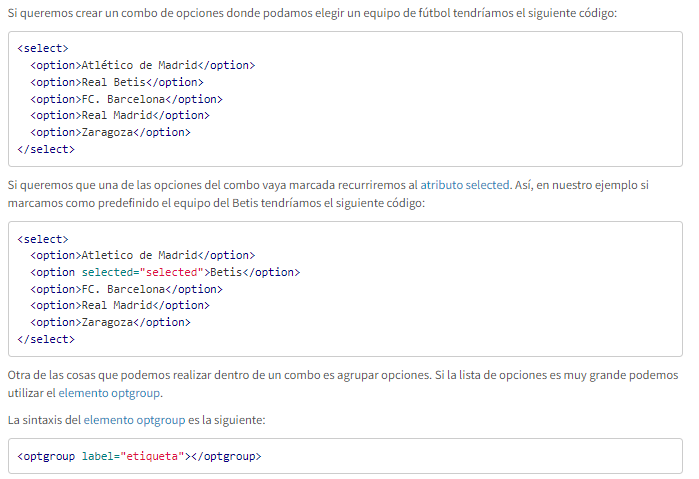 Si queremos crear un combo de opciones donde podamos elegir un equipo de fútbol tendríamos el siguiente código:
<select>
  <option>Atlético de Madrid</option>
  <option>Real Betis</option>
  <option>FC. Barcelona</option>
  <option>Real Madrid</option>
  <option>Zaragoza</option>
</select>
Si queremos que una de las opciones del combo vaya marcada recurriremos al atributo selected. Así, en nuestro ejemplo si
marcamos como predefinido el equipo del Betis tendríamos el siguiente código:
<select>
  <option>Atletico de Madrid</option>
  <option selected="selected">Betis</option>
  <option>FC. Barcelona</option>
  <option>Real Madrid</option>
  <option>Zaragoza</option>
</select>
Otra de las cosas que podemos realizar dentro de un combo es agrupar opciones. Si la lista de opciones es muy grande podemos
utilizar el elemento optgroup.
La sintaxis del elemento optgroup es la siguiente:
<optgroup label="etiqueta"></optgroup>